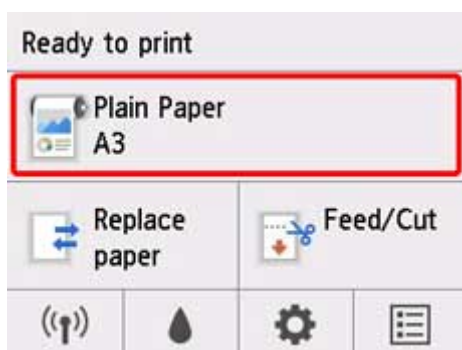 Ready to print
Plain Paper
A3
Replace
paper
Feed/Cut